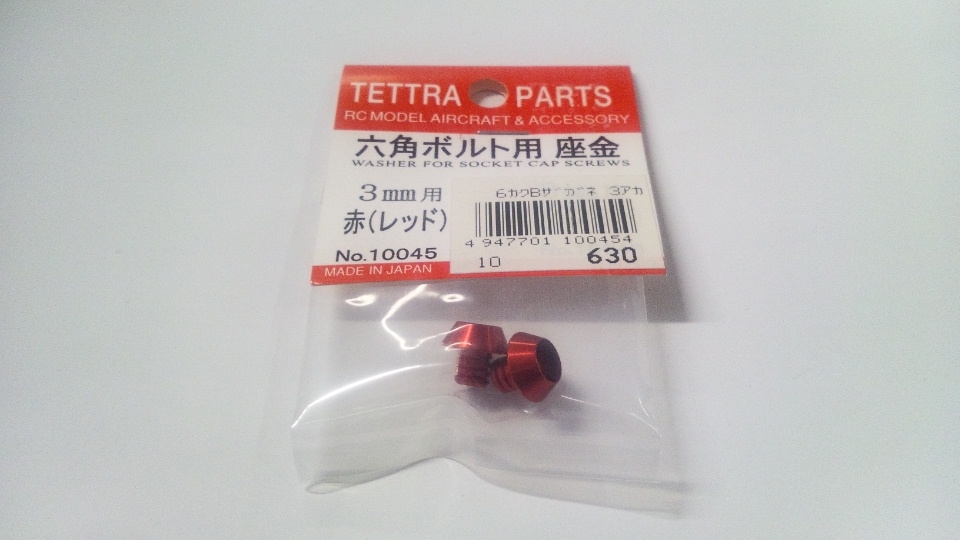 TETTRA PARTS
RC MODEL AIRCRAFT & ACCESSORY
六角ボルト用 座金
WASHER FOR SOCKET CAP SCREWS
3mm用
赤(レッド)
No.10045
MADE IN JAPAN
6カクBザガネ 3アカ
4 947701 100454
10 630